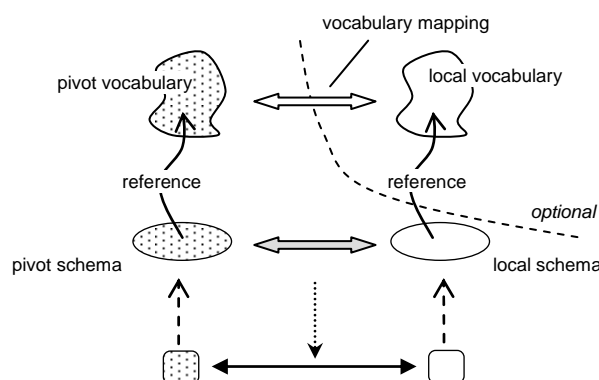 vocabulary mapping
pivot vocabulary
local vocabulary
reference
reference
optional
pivot schema
local schema